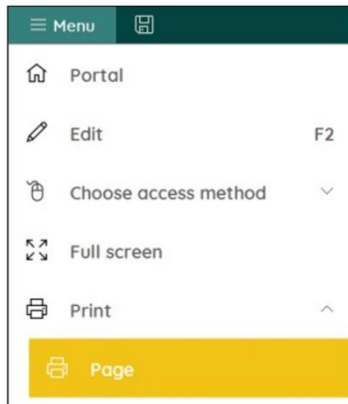 Menu
Portal
Edit F2
Choose access method
Full screen
Print
Page